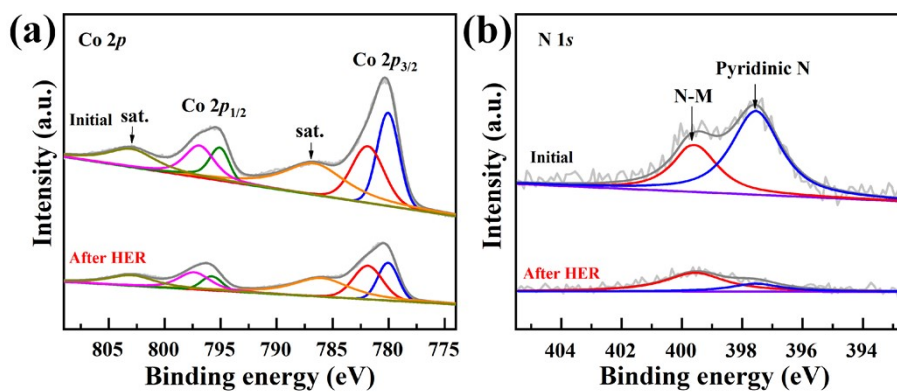 (a)
Co 2p
Co 2p3/2
Initial
sat.
Co 2p1/2
sat.
After HER
Intensity (a.u.)
805 800 795 790 785 780 775
Binding energy (eV)
(b)
N 1s
Pyridinic N
N-M
Initial
After HER
Intensity (a.u.)
404 402 400 398 396 394
Binding energy (eV)